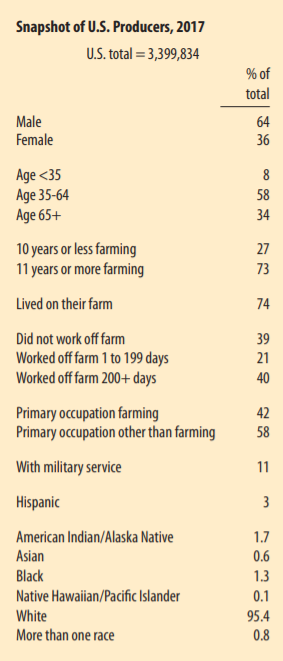 Snapshot of U.S. Producers, 2017
U.S. total = 3,399,834
% of
total
Male 64
Female 36
Age <35 8
Age 35-64 58
Age 65+ 34
10 years or less farming 27
11 years or more farming 73
Lived on their farm 74
Did not work off farm 39
Worked off farm 1 to 199 days 21
Worked off farm 200+ days 40
Primary occupation farming 42
Primary occupation other than farming 58
With military service 11
Hispanic 3
American Indian/Alaska Native 1.7
Asian 0.6
Black 1.3
Native Hawaiian/Pacific Islander 0.1
White 95.4
More than one race 0.8